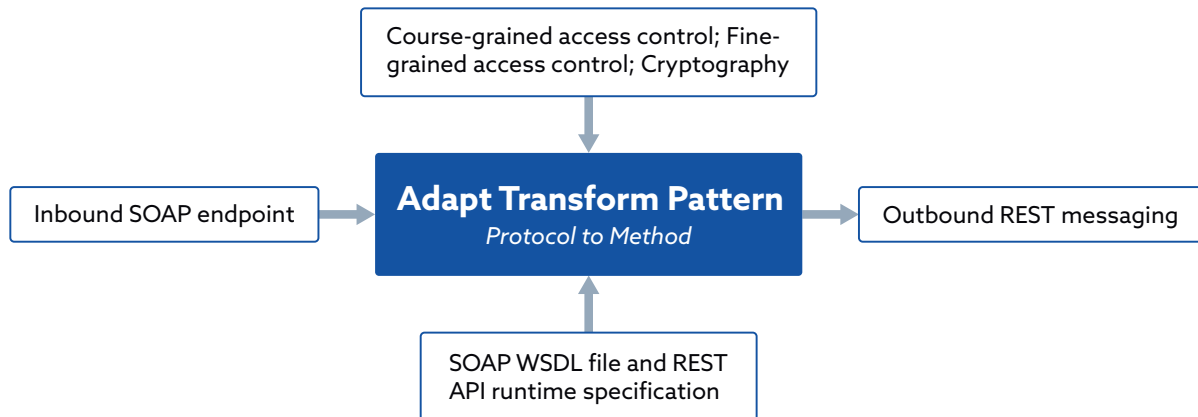 Course-grained access control; Fine-
grained access control; Cryptography
Adapt Transform Pattern
Protocol to Method
Inbound SOAP endpoint
Outbound REST messaging
SOAP WSDL file and REST
API runtime specification